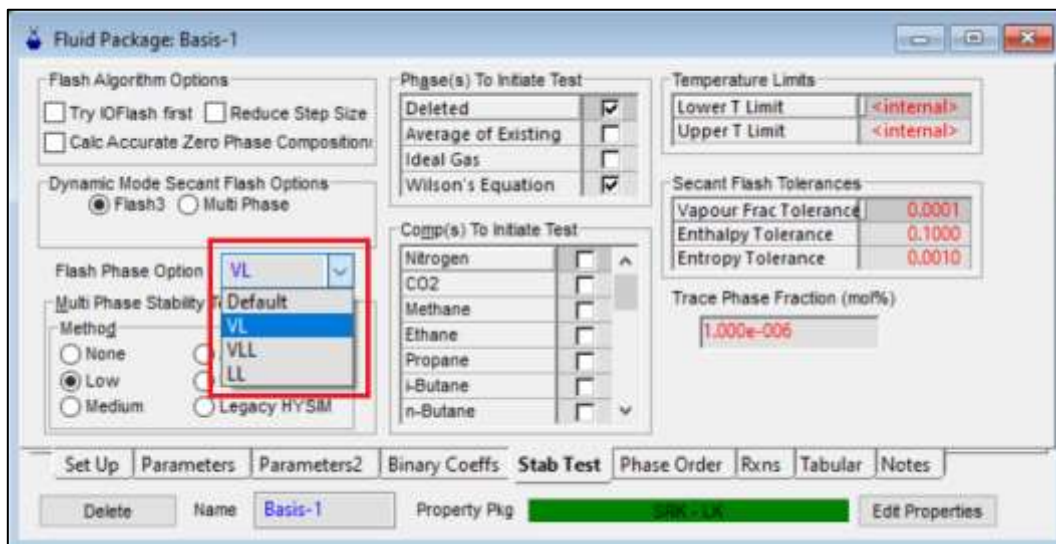 Fluid Package: Basis-1
Flash Algorithm Options
Try IOFlash first Reduce Step Size
Calc Accurate Zero Phase Composition
Dynamic Mode Secant Flash Options
Flash3 Multi Phase
Flash Phase Option VL
Default
VL
VLL
LL
Multi Phase Stability
Method
None
Low
Medium Legacy HYSIM
Phase(s) To Initiate Test
Deleted
Average of Existing
Ideal Gas
Wilson's Equation
Comp(s) To Initiate Test
Nitrogen
CO2
Methane
Ethane
Propane
i-Butane
n-Butane
Temperature Limits
Lower T Limit <internal>
Upper T Limit <internal>
Secant Flash Tolerances
Vapour Frac Tolerance 0.0001
Enthalpy Tolerance 0.1000
Entropy Tolerance 0.0010
Trace Phase Fraction (mol%)
1.000e-006
Set Up Parameters Parameters2 Binary Coeffs Stab Test Phase Order Rxns Tabular Notes
Delete Name Basis-1 Property Pkg SRK - LK Edit Properties